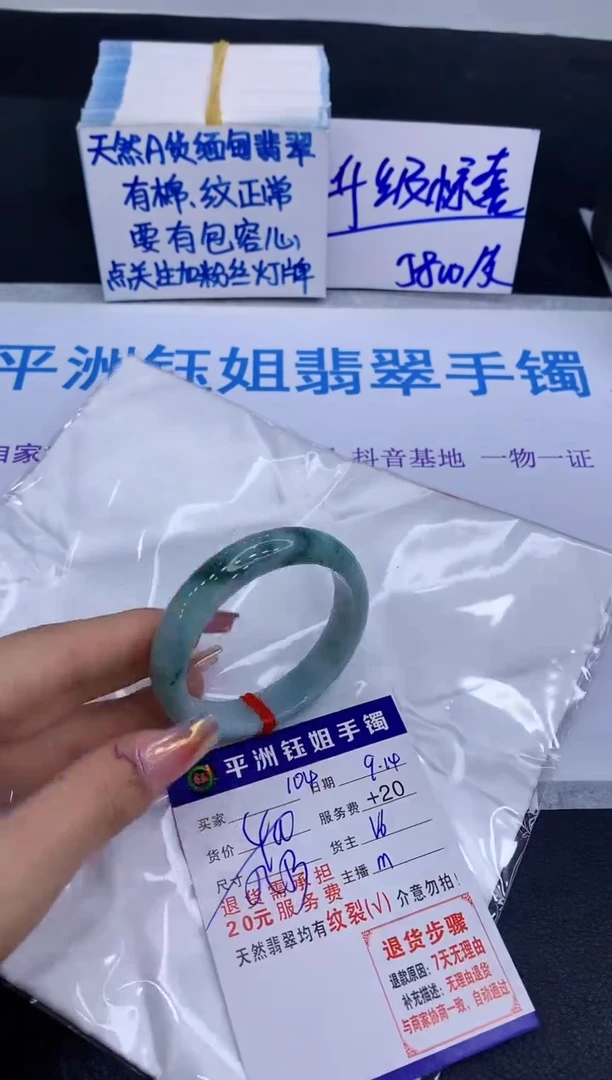 天然A货缅甸翡翠
有棉、纹正常
要有包容心
点关注加粉丝灯牌
升级惊喜
平洲钰姐翡翠手镯
自家
抖音基地 一物一证
平洲钰姐手镯
买家 104 日期 9.14
货价 服务费 +20
尺寸 货主
主播 m
退货需承担
20元服务费
天然翡翠均有纹裂(√) 介意勿拍!
退货步骤
退款原因: 7天无理由
补充描述: 无理由退货
与商家协商一致，自动通过